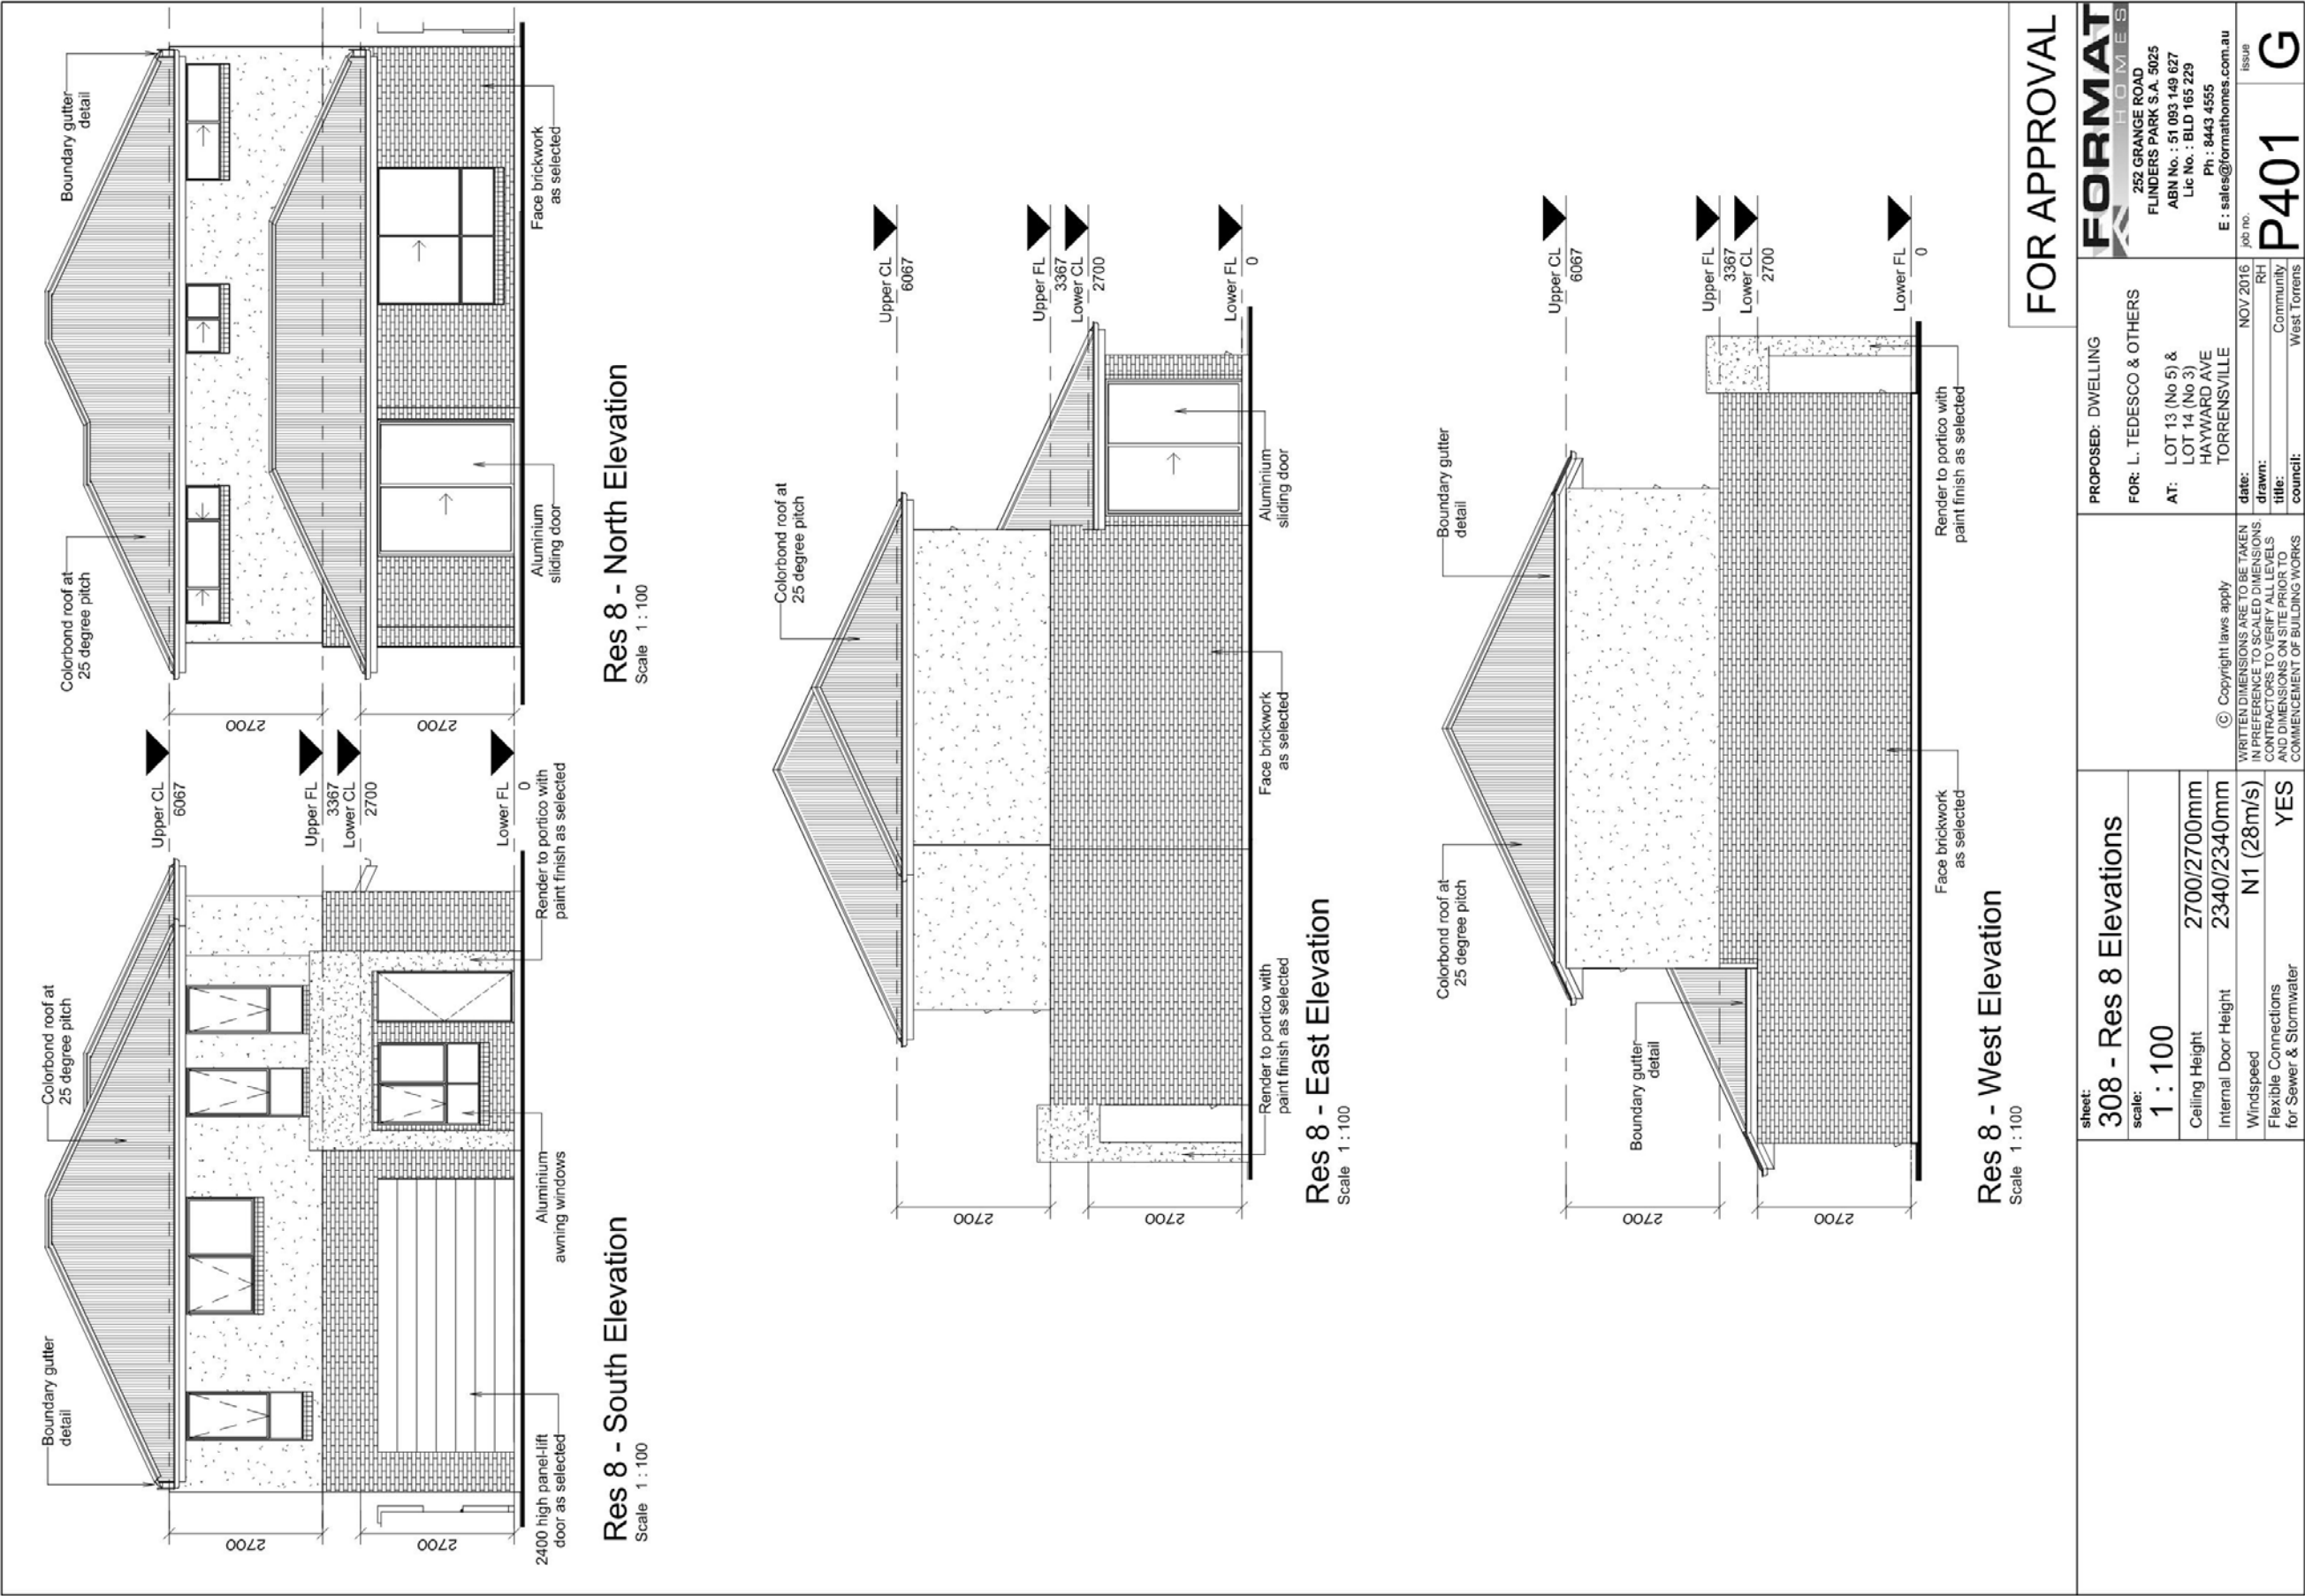 Boundary gutter
detail
Colorbond roof at
25 degree pitch
Upper CL
6067
Upper FL
3367
Lower CL
2700
Lower FL
0
2700
2700
2400 high panel-lift
door as selected
Aluminium
awning windows
Render to portico with
paint finish as selected
Res 8 - South Elevation
Scale 1 : 100
Colorbond roof at
25 degree pitch
Boundary gutter
detail
2700
2700
Aluminium
sliding door
Face brickwork
as selected
Res 8 - North Elevation
Scale 1 : 100
Colorbond roof at
25 degree pitch
Upper CL
6067
Upper FL
3367
Lower CL
2700
Lower FL
0
2700
2700
Render to portico with
paint finish as selected
Face brickwork
as selected
Aluminium
sliding door
Res 8 - East Elevation
Scale 1 : 100
Boundary gutter
detail
Colorbond roof at
25 degree pitch
Boundary gutter
detail
Upper CL
6067
Upper FL
3367
Lower CL
2700
Lower FL
0
2700
2700
Face brickwork
as selected
Render to portico with
paint finish as selected
Res 8 - West Elevation
Scale 1 : 100
FOR APPROVAL
sheet:
308 - Res 8 Elevations
scale:
1 : 100
Ceiling Height 2700/2700mm
Internal Door Height 2340/2340mm
Windspeed N1 (28m/s)
Flexible Connections
for Sewer & Stormwater YES
© Copyright laws apply
WRITTEN DIMENSIONS ARE TO BE TAKEN
IN PREFERENCE TO SCALED DIMENSIONS.
CONTRACTORS TO VERIFY ALL LEVELS
AND DIMENSIONS ON SITE PRIOR TO
COMMENCEMENT OF BUILDING WORKS
PROPOSED: DWELLING
FOR: L. TEDESCO & OTHERS
AT: LOT 13 (No 5) &
LOT 14 (No 3)
HAYWARD AVE
TORRENSVILLE
date: NOV 2016
drawn: RH
title: Community
council: West Torrens
FORMAT
HOMES
252 GRANGE ROAD
FLINDERS PARK S.A. 5025
ABN No. : 51 093 149 627
Lic No. : BLD 165 229
Ph : 8443 4555
E : sales@formathomes.com.au
job no.
P401
issue
G